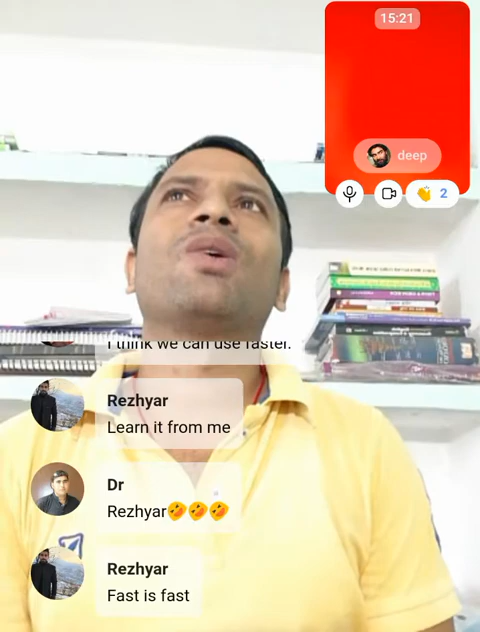 15:21
deep
2
I think we can use faster.
Rezhyar
Learn it from me
Dr
Rezhyar🤣🤣🤣
Rezhyar
Fast is fast